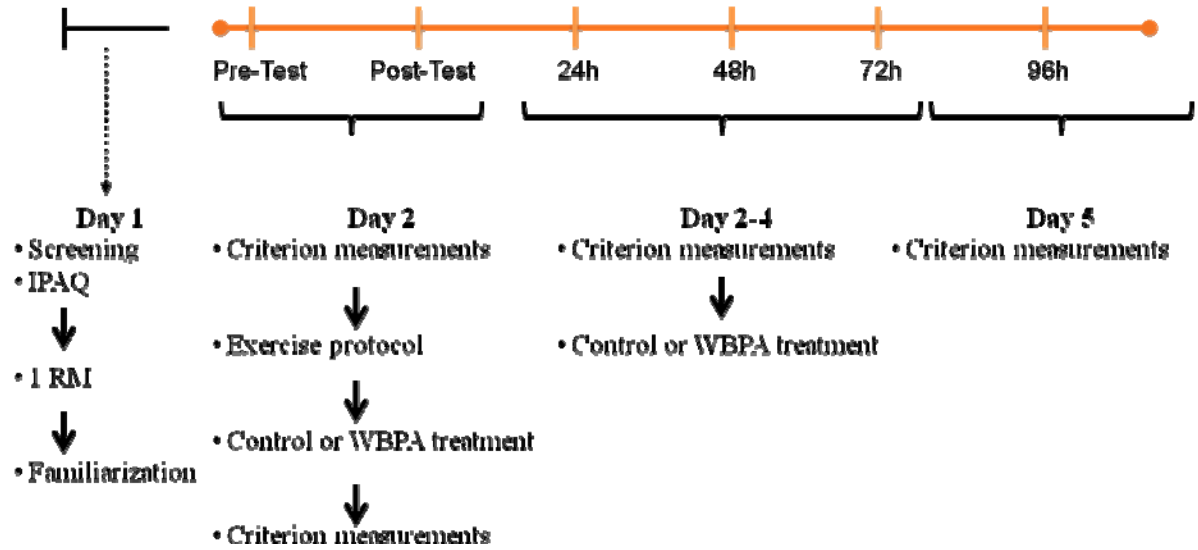 Pre-Test Post-Test 24h 48h 72h 96h
Day 1
• Screening
• IPAQ
• 1 RM
• Familiarization
Day 2
• Criterion measurements
• Exercise protocol
• Control or WBPA treatment
• Criterion measurements
Day 2-4
• Criterion measurements
• Control or WBPA treatment
Day 5
• Criterion measurements